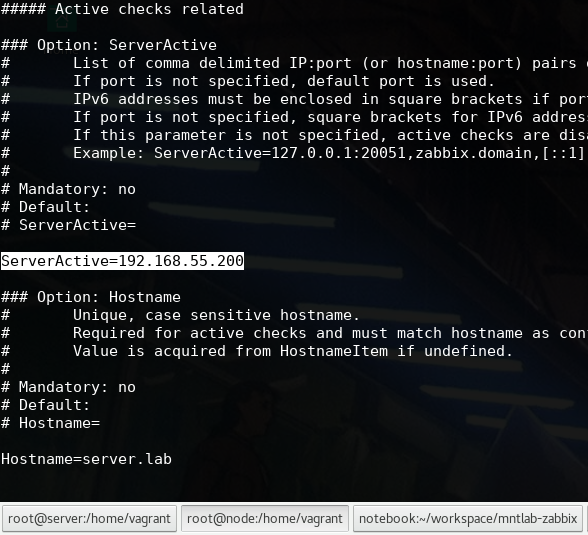 ##### Active checks related
### Option: ServerActive
#       List of comma delimited IP:port (or hostname:port) pairs
#       If port is not specified, default port is used.
#       IPv6 addresses must be enclosed in square brackets if port
#       If port is not specified, square brackets for IPv6
#       If this parameter is not specified, active checks are
#       Example: ServerActive=127.0.0.1:20051,zabbix.domain,[::1]
#
# Mandatory: no
# Default:
# ServerActive=
ServerActive=192.168.55.200
### Option: Hostname
#       Unique, case sensitive hostname.
#       Required for active checks and must match hostname as
#       Value is acquired from HostnameItem if undefined.
#
# Mandatory: no
# Default:
# Hostname=
Hostname=server.lab
root@server:/home/vagrant
root@node:/home/vagrant
notebook:~/workspace/mntlab-zabbix